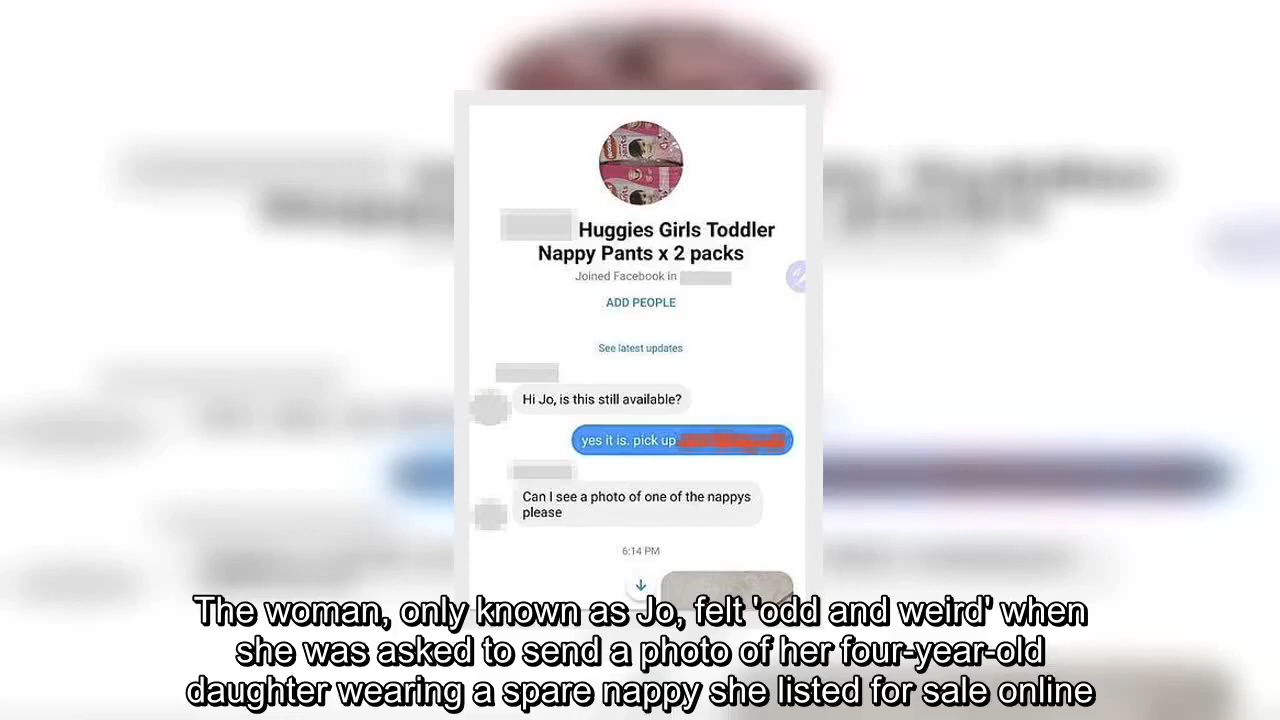 Huggies Girls Toddler
Nappy Pants x 2 packs
Joined Facebook in
ADD PEOPLE
See latest updates
Hi Jo, is this still available?
yes it is. pick up
Can I see a photo of one of the nappys
please
6:14 PM
The woman, only known as Jo, felt 'odd and weird' when
she was asked to send a photo of her four-year-old
daughter wearing a spare nappy she listed for sale online